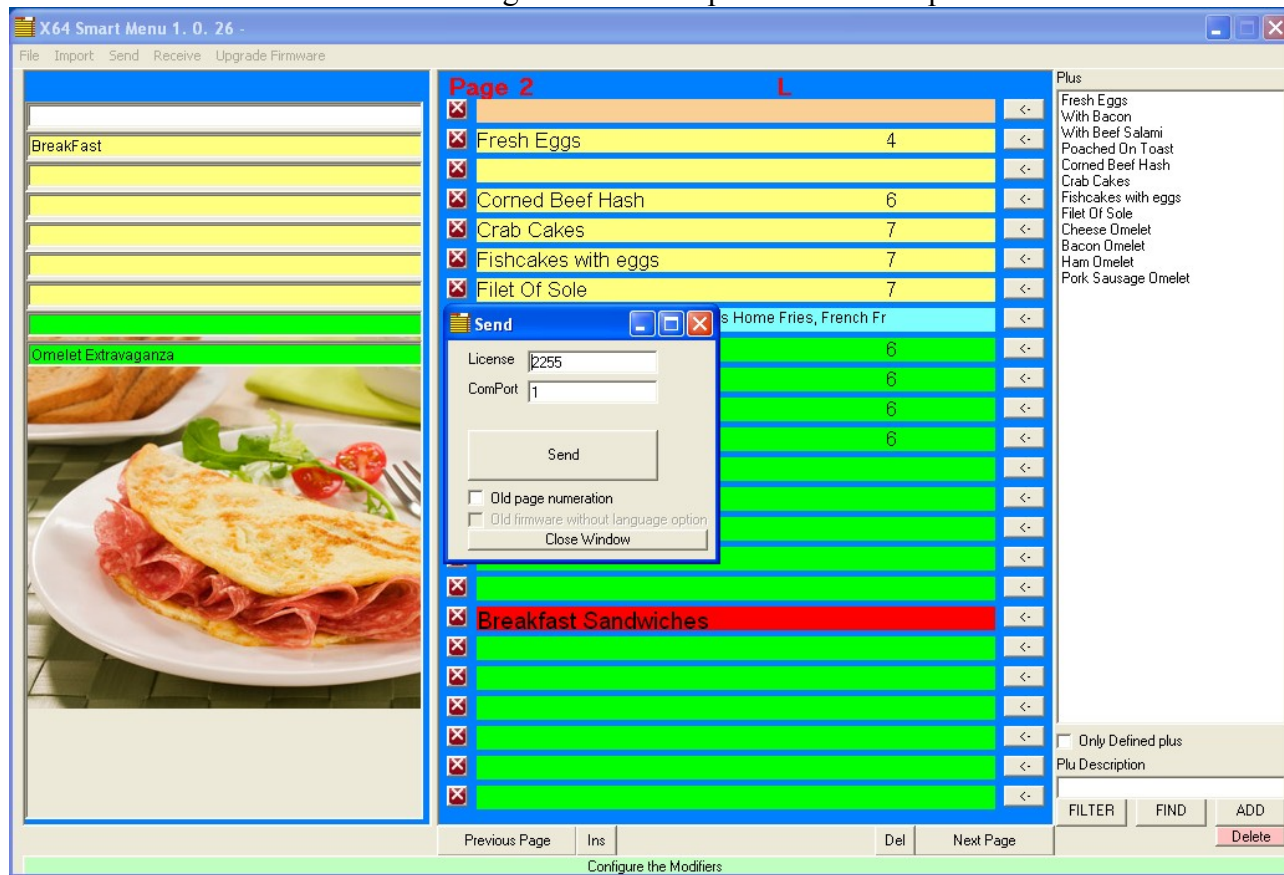 X64 Smart Menu 1. 0. 26 -
File Import Send Receive Upgrade Firmware
BreakFast
Omelet Extravaganza
Page 2 L
<-
Fresh Eggs 4 <-
<-
Corned Beef Hash 6 <-
Crab Cakes 7 <-
Fishcakes with eggs 7 <-
Filet Of Sole 7 <-
s Home Fries, French Fr <-
6 <-
6 <-
6 <-
6 <-
<-
<-
<-
<-
<-
Breakfast Sandwiches <-
<-
<-
<-
<-
<-
<-
Send
License 2255
ComPort 1
Send
Old page numeration
Old firmware without language option
Close Window
Plus
Fresh Eggs
With Bacon
With Beef Salami
Poached On Toast
Corned Beef Hash
Crab Cakes
Fishcakes with eggs
Filet Of Sole
Cheese Omelet
Bacon Omelet
Ham Omelet
Pork Sausage Omelet
Only Defined plus
Plu Description
FILTER FIND ADD
Delete
Previous Page Ins Del Next Page
Configure the Modifiers